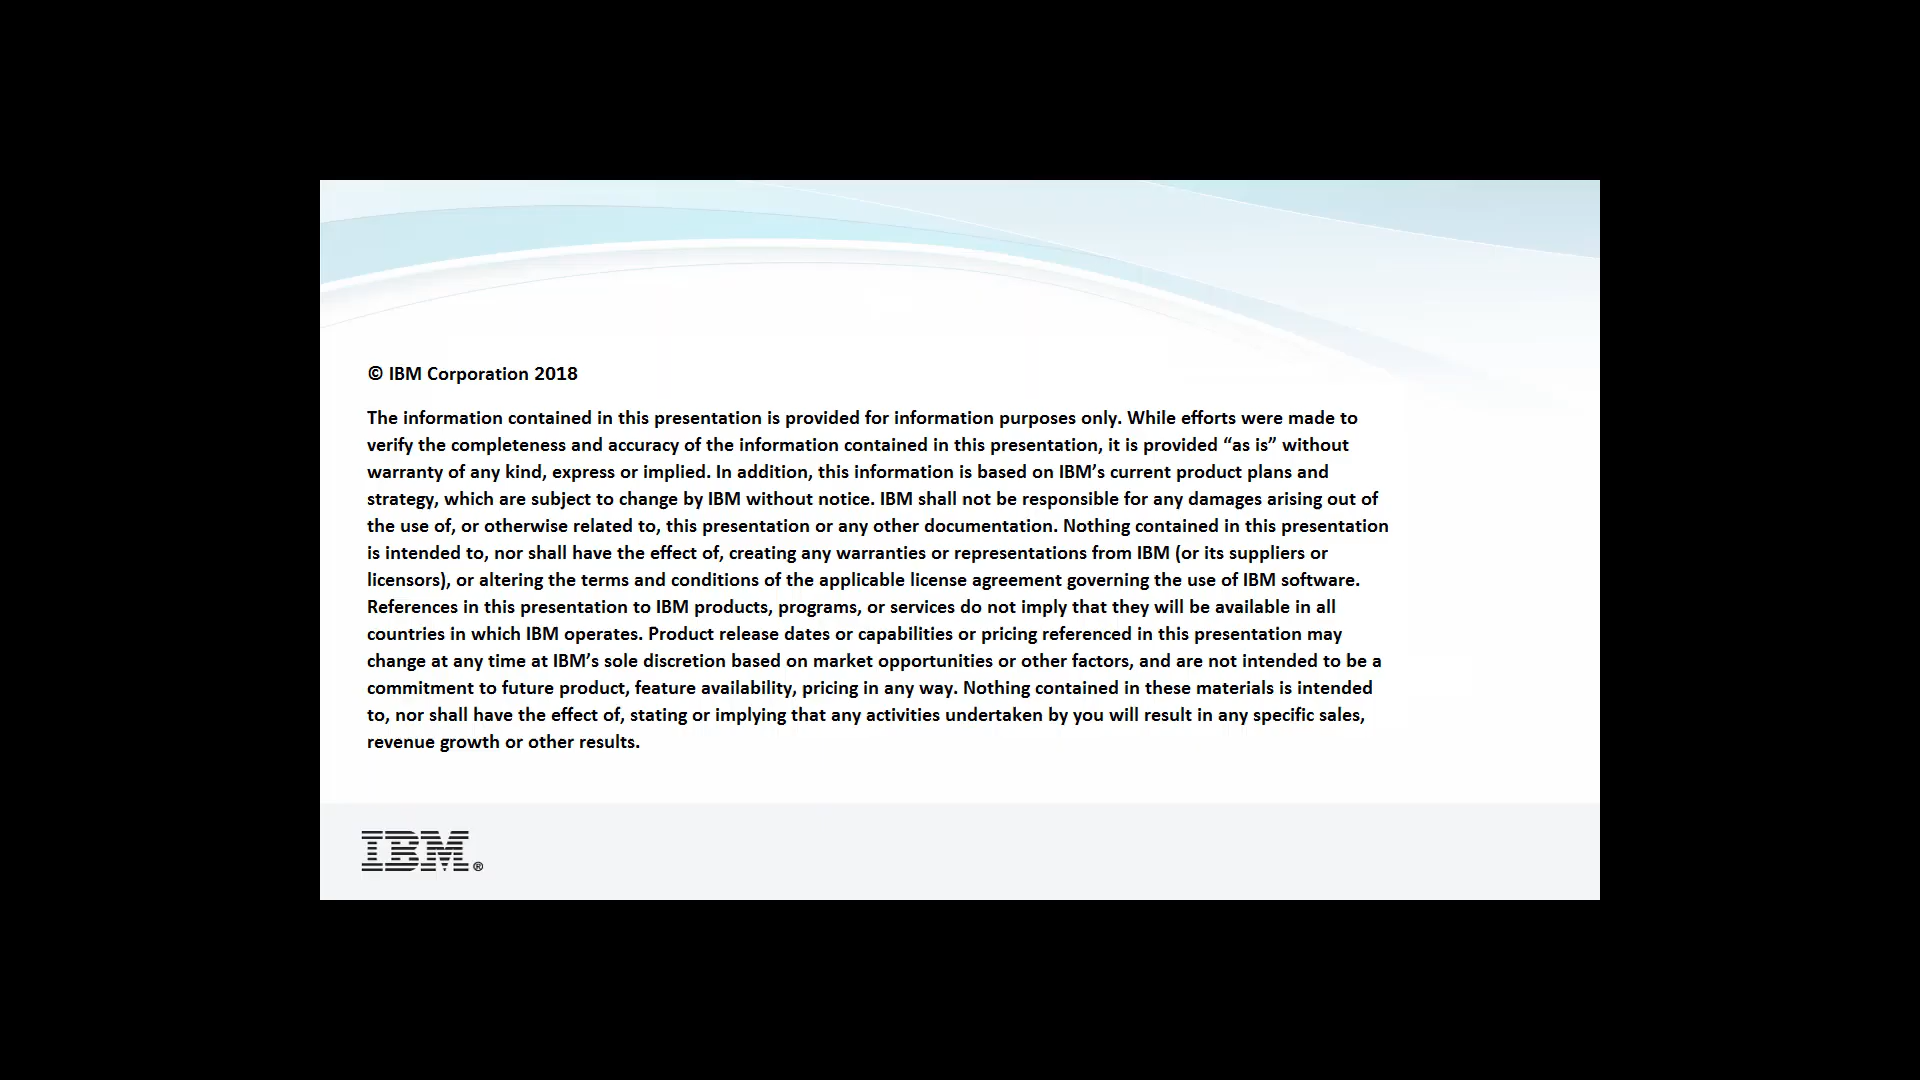 © IBM Corporation 2018
The information contained in this presentation is provided for information purposes only. While efforts were made to
verify the completeness and accuracy of the information contained in this presentation, it is provided “as is” without
warranty of any kind, express or implied. In addition, this information is based on IBM’s current product plans and
strategy, which are subject to change by IBM without notice. IBM shall not be responsible for any damages arising out of
the use of, or otherwise related to, this presentation or any other documentation. Nothing contained in this presentation
is intended to, nor shall have the effect of, creating any warranties or representations from IBM (or its suppliers or
licensors), or altering the terms and conditions of the applicable license agreement governing the use of IBM software.
References in this presentation to IBM products, programs, or services do not imply that they will be available in all
countries in which IBM operates. Product release dates or capabilities or pricing referenced in this presentation may
change at any time at IBM’s sole discretion based on market opportunities or other factors, and are not intended to be a
commitment to future product, feature availability, pricing in any way. Nothing contained in these materials is intended
to, nor shall have the effect of, stating or implying that any activities undertaken by you will result in any specific sales,
revenue growth or other results.
IBM®